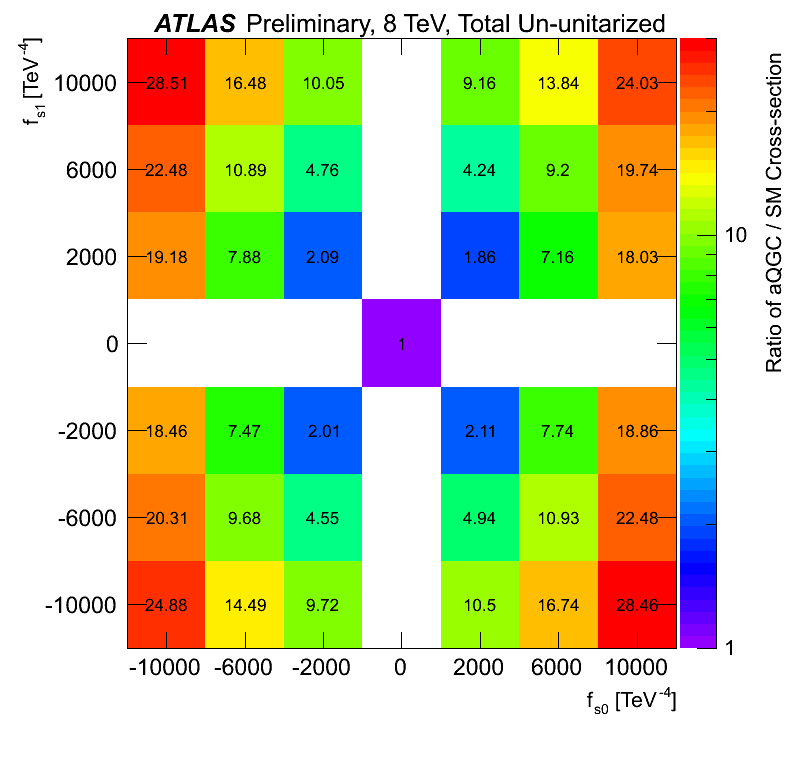 ATLAS Preliminary, 8 TeV, Total Un-unitarized
f_s1 [TeV^-4]
10000 28.51 16.48 10.05 9.16 13.84 24.03
6000 22.48 10.89 4.76 4.24 9.2 19.74
2000 19.18 7.88 2.09 1.86 7.16 18.03
0 1
-2000 18.46 7.47 2.01 2.11 7.74 18.86
-6000 20.31 9.68 4.55 4.94 10.93 22.48
-10000 24.88 14.49 9.72 10.5 16.74 28.46
-10000 -6000 -2000 0 2000 6000 10000
f_s0 [TeV^-4]
10
1
Ratio of aQGC / SM Cross-section